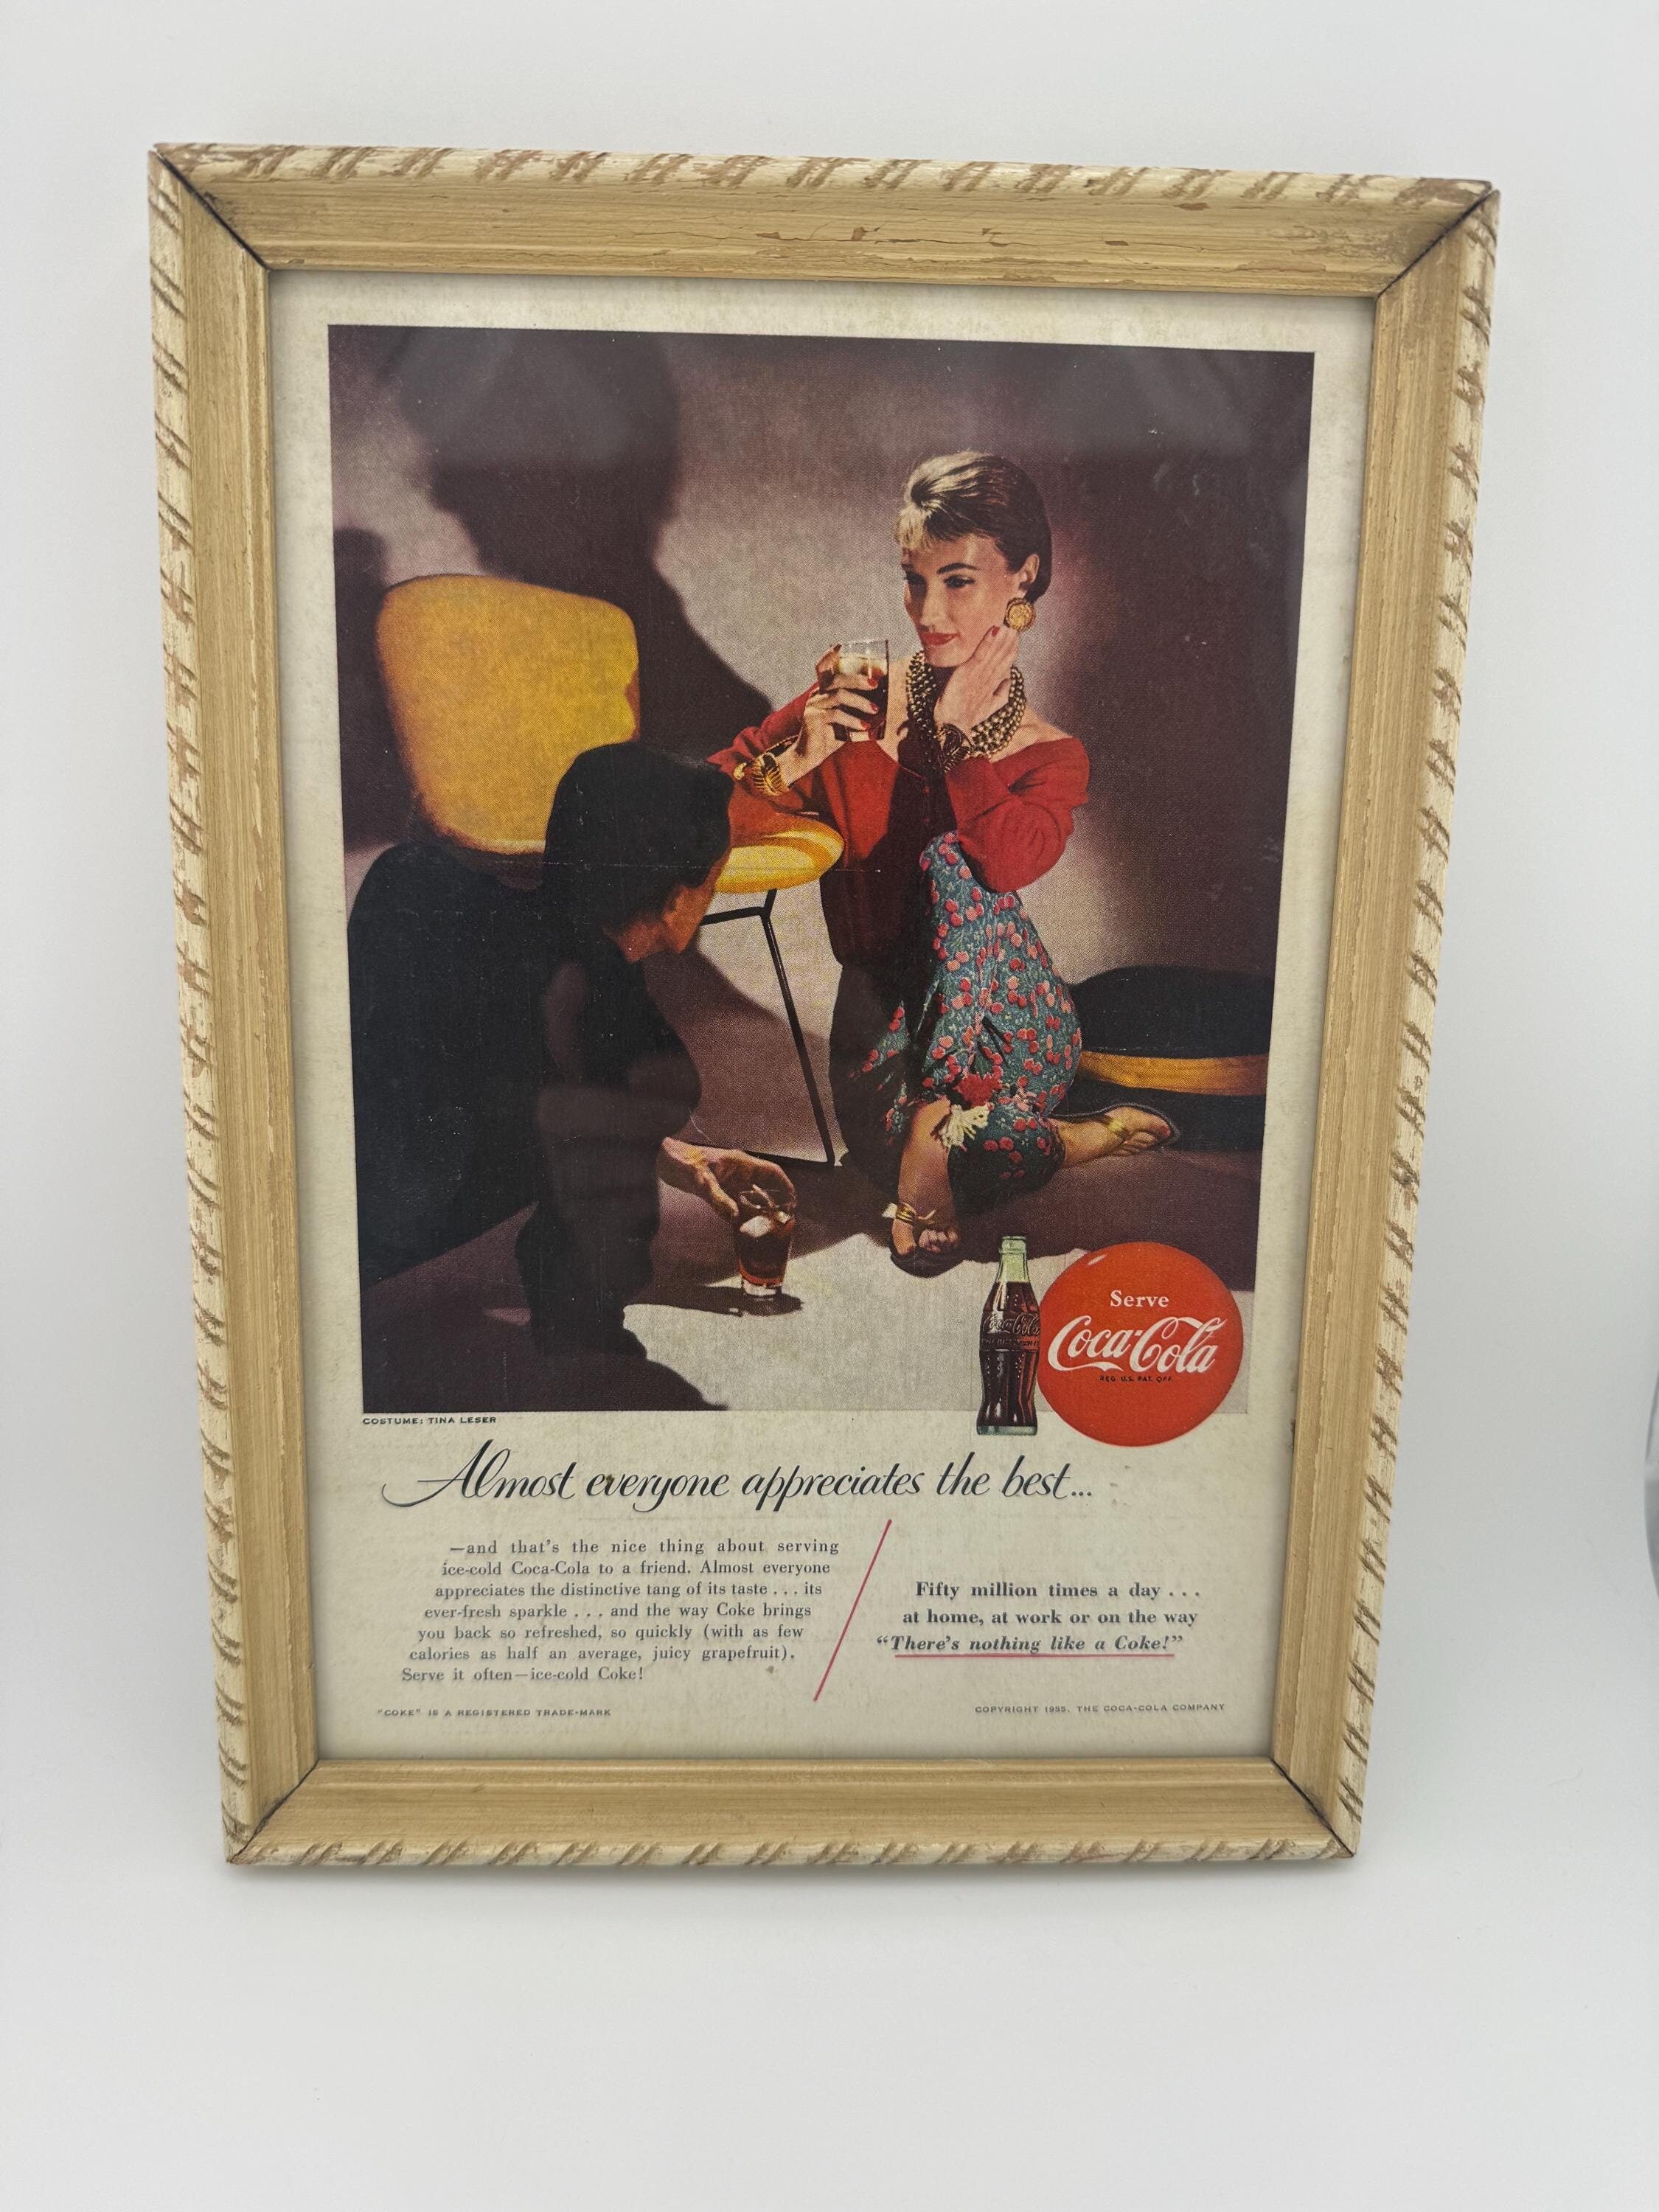 Serve
Coca-Cola
REG. U.S. PAT. OFF.
COSTUME: TINA LESER
Almost everyone appreciates the best...
—and that's the nice thing about serving
ice-cold Coca-Cola to a friend. Almost everyone
appreciates the distinctive tang of its taste . . . its
ever-fresh sparkle . . . and the way Coke brings
you back so refreshed, so quickly (with as few
calories as half an average, juicy grapefruit).
Serve it often—ice-cold Coke!
Fifty million times a day . . .
at home, at work or on the way
“There's nothing like a Coke!”
"COKE" IS A REGISTERED TRADE-MARK
COPYRIGHT 1955, THE COCA-COLA COMPANY
Coca-Cola